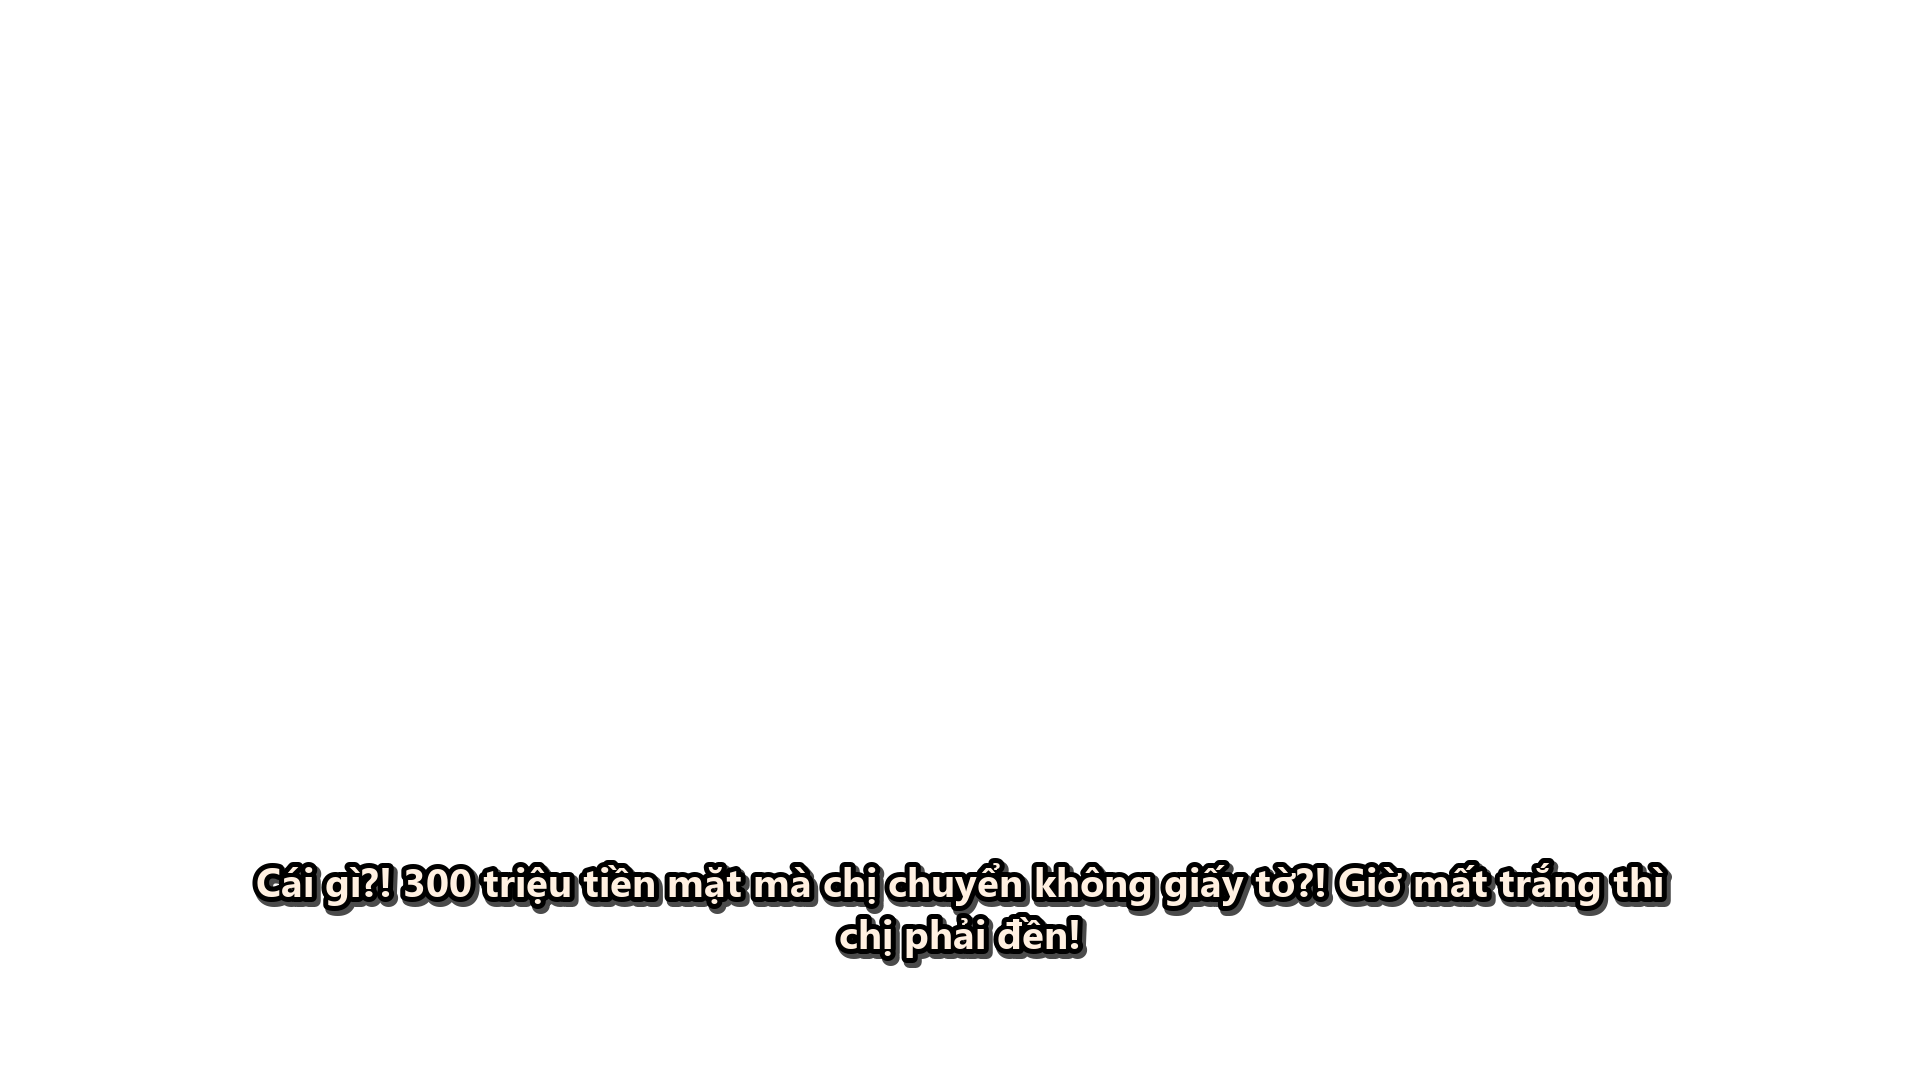 Cái gì?! 300 triệu tiền mặt mà chị chuyển không giấy tờ?! Giờ mất trắng thì
chị phải đền!